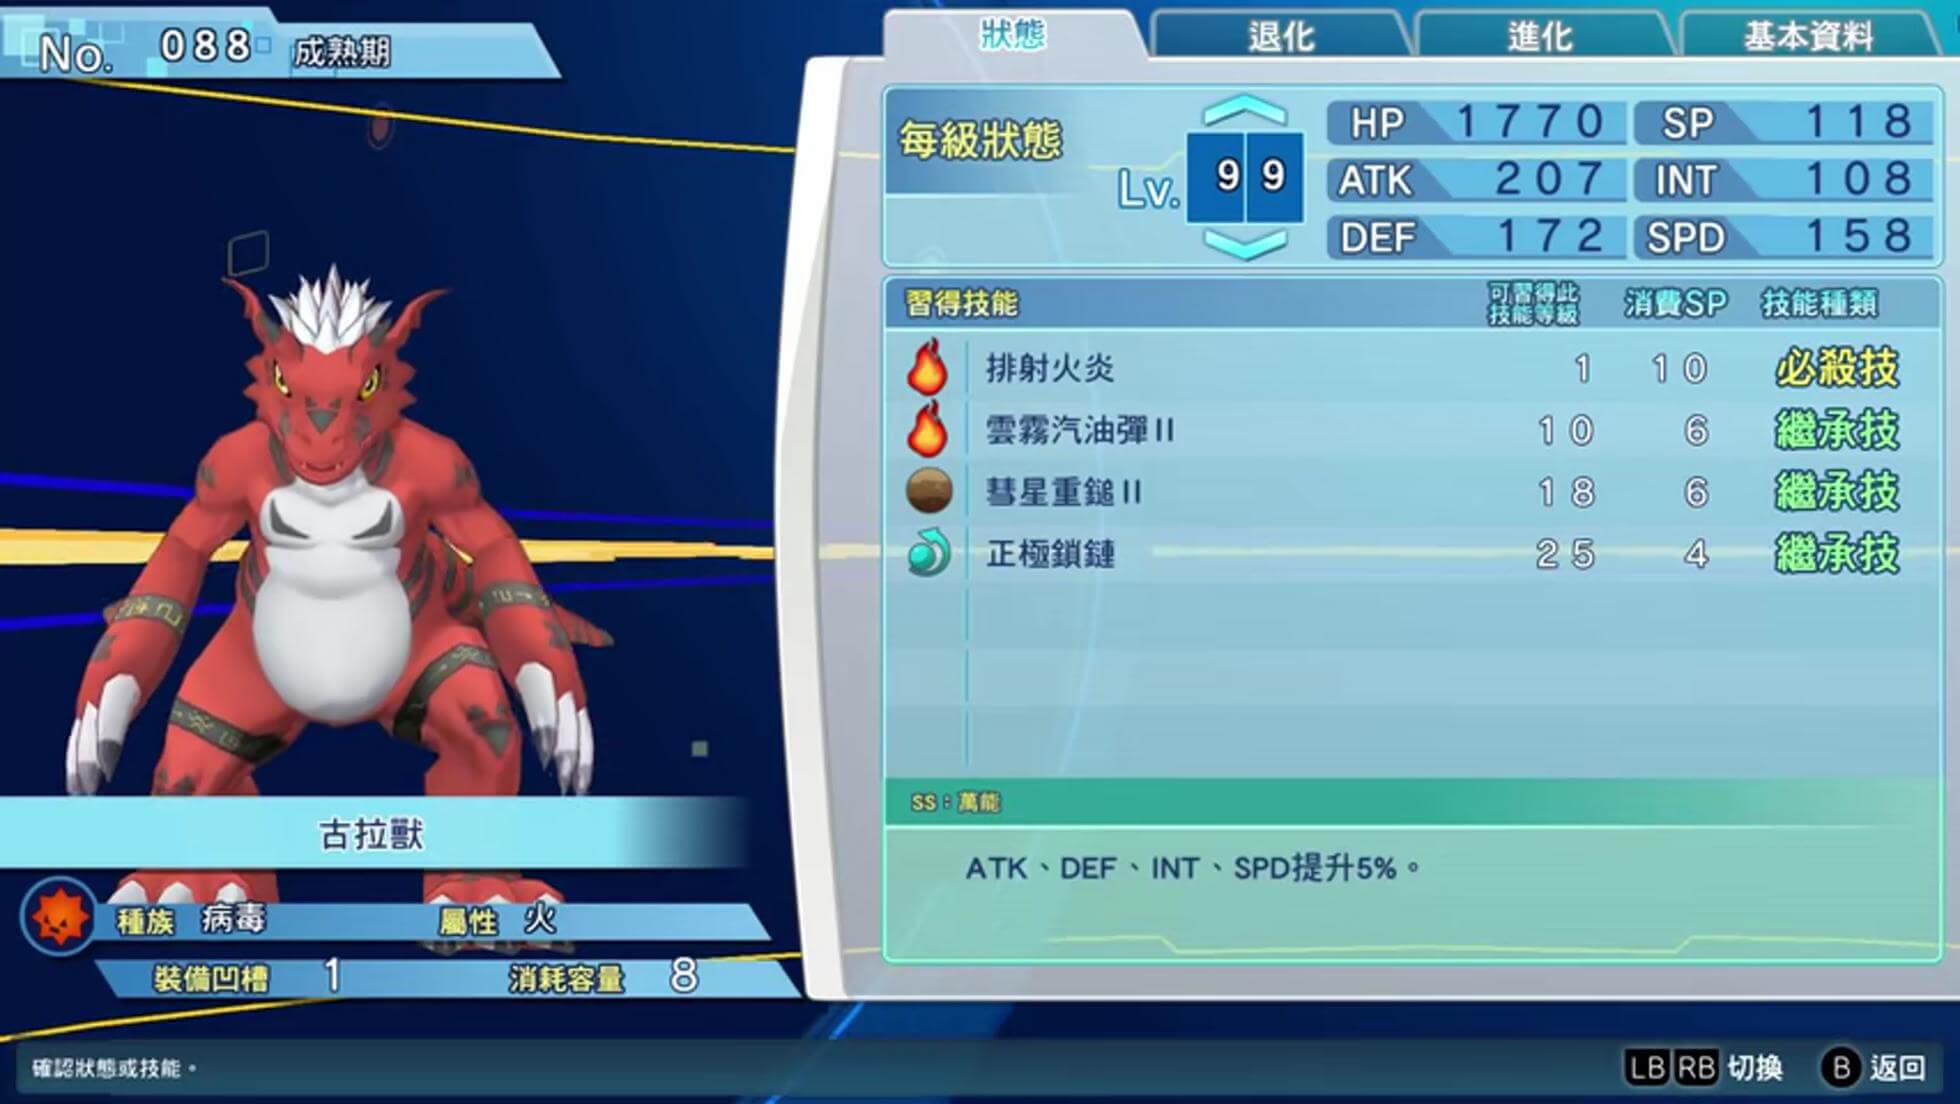 No. 088 成熟期
狀態 退化 進化 基本資料
每級狀態
Lv. 99
HP 1770 SP 118
ATK 207 INT 108
DEF 172 SPD 158
習得技能 可習得此技能等級 消費SP 技能種類
排射火炎 1 10 必殺技
雲霧汽油彈II 10 6 繼承技
彗星重鎚II 18 6 繼承技
正極鎖鏈 25 4 繼承技
SS：萬能
ATK、DEF、INT、SPD提升5%。
古拉獸
種族 病毒 屬性 火
裝備凹槽 1 消耗容量 8
確認狀態或技能。
LB RB 切換 B 返回